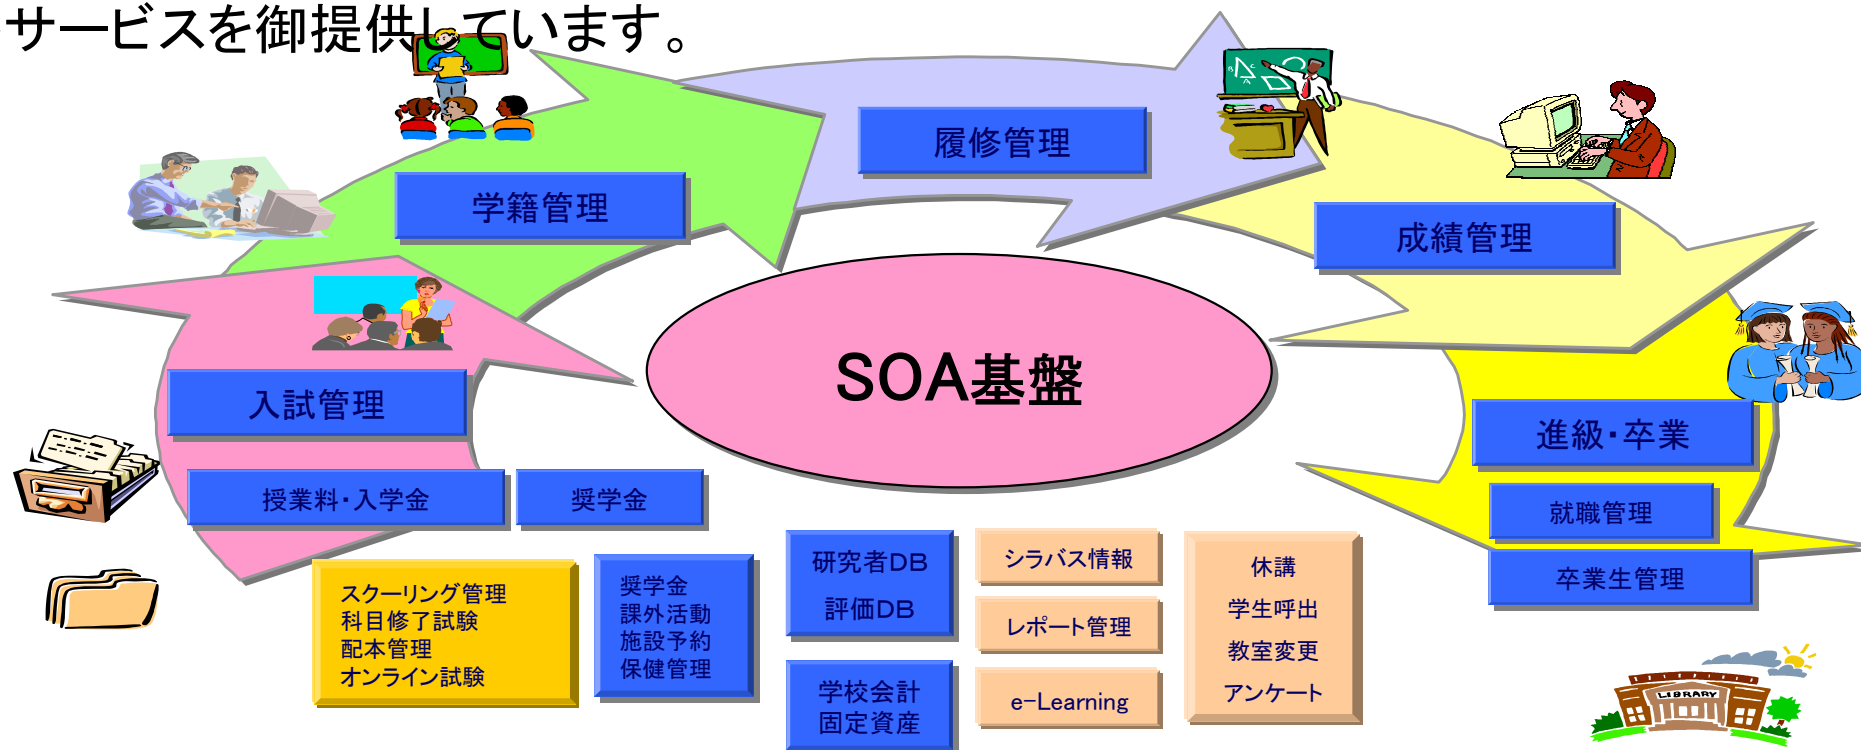 サービスを御提供しています。
履修管理
学籍管理
成績管理
SOA基盤
入試管理
進級・卒業
授業料・入学金
奨学金
就職管理
卒業生管理
スクーリング管理
科目修了試験
配本管理
オンライン試験
奨学金
課外活動
施設予約
保健管理
研究者DB
評価DB
学校会計
固定資産
シラバス情報
レポート管理
e-Learning
休講
学生呼出
教室変更
アンケート
LIBRARY